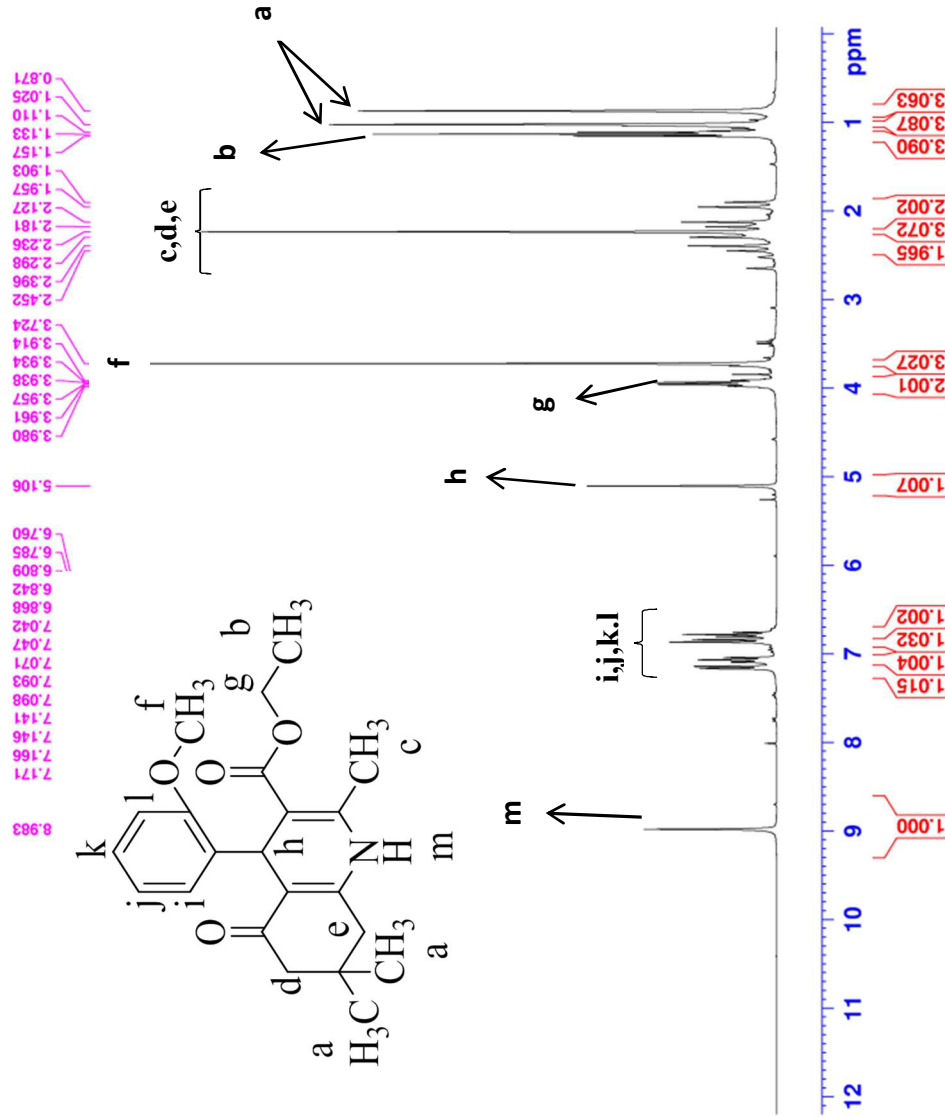 0.871
1.025
1.110
1.133
1.157
1.903
1.957
2.127
2.181
2.236
2.298
2.396
2.452
3.724
3.914
3.934
3.938
3.957
3.961
3.980
5.106
6.760
6.785
6.809
6.842
6.868
7.042
7.047
7.071
7.093
7.098
7.141
7.146
7.166
7.171
8.983
a
b
c,d,e
f
g
h
i,j,k.l
m
k
l
j
i
f
O
CH3
O
O
g
b
CH3
h
CH3
c
N
H
m
O
d
e
a
H3C
CH3
a
ppm
1
2
3
4
5
6
7
8
9
10
11
12
3.063
3.087
3.090
2.002
3.072
1.965
3.027
2.001
1.007
1.002
1.032
1.004
1.015
1.000